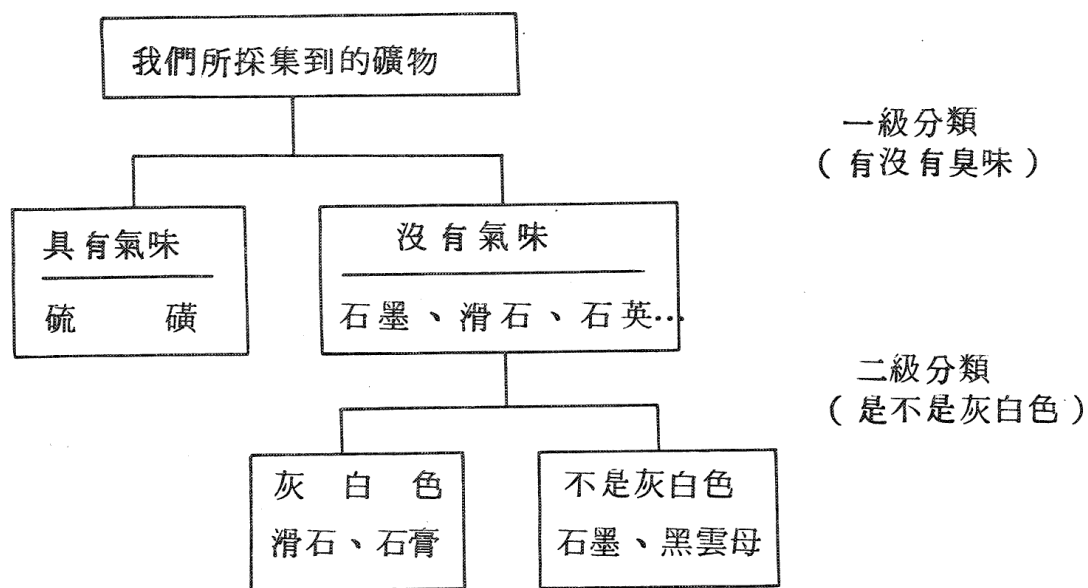 我們所採集到的礦物
一級分類
(有沒有臭味)
具有氣味
硫 磺
沒有氣味
石墨、滑石、石英…
二級分類
(是不是灰白色)
灰 白 色
滑石、石膏
不是灰白色
石墨、黑雲母